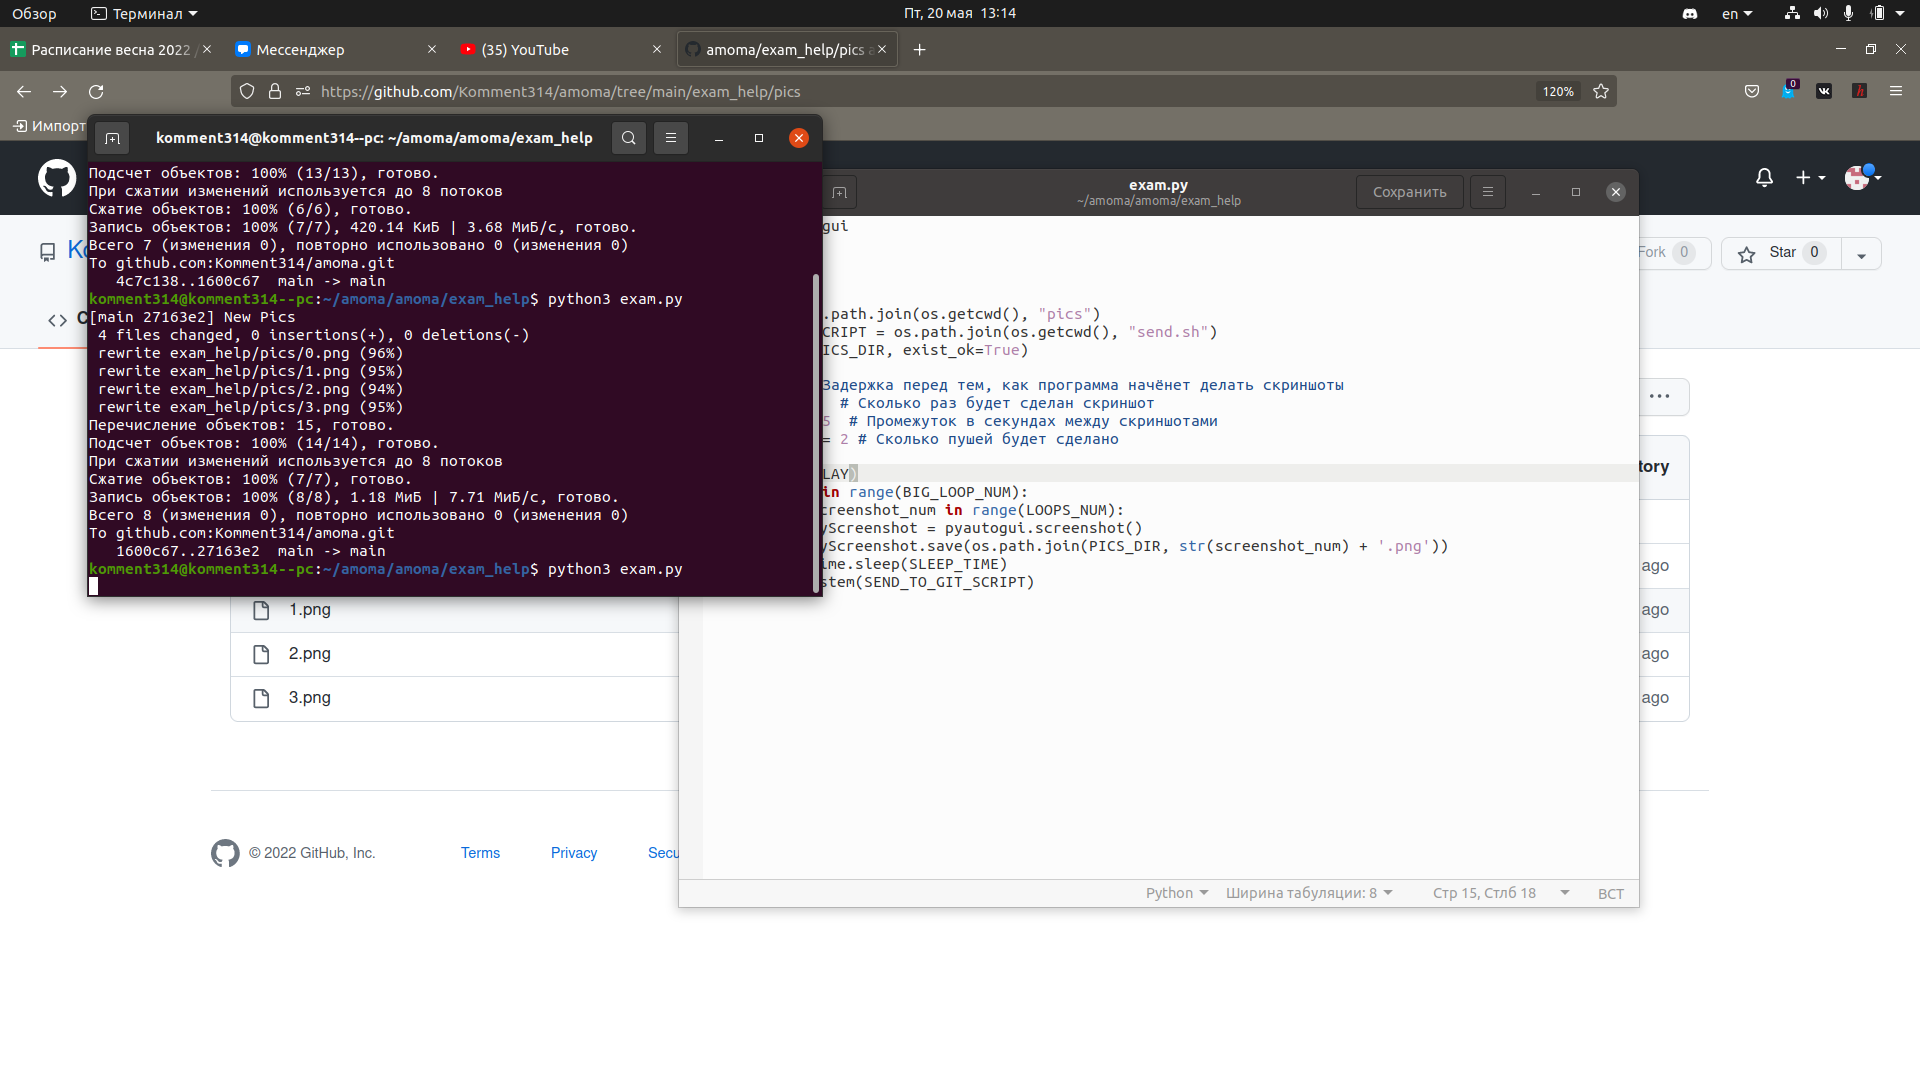 Обзор
Терминал
Пт, 20 мая 13:14
en
Расписание весна 2022
Мессенджер
(35) YouTube
amoma/exam_help/pics a
https://github.com/Komment314/amoma/tree/main/exam_help/pics
120%
0
Импорт
komment314@komment314--pc: ~/amoma/amoma/exam_help
Подсчет объектов: 100% (13/13), готово.
При сжатии изменений используется до 8 потоков
Сжатие объектов: 100% (6/6), готово.
Запись объектов: 100% (7/7), 420.14 КиБ | 3.68 МиБ/с, готово.
Всего 7 (изменения 0), повторно использовано 0 (изменения 0)
To github.com:Komment314/amoma.git
   4c7c138..1600c67  main -> main
komment314@komment314--pc:~/amoma/amoma/exam_help$ python3 exam.py
[main 27163e2] New Pics
 4 files changed, 0 insertions(+), 0 deletions(-)
 rewrite exam_help/pics/0.png (96%)
 rewrite exam_help/pics/1.png (95%)
 rewrite exam_help/pics/2.png (94%)
 rewrite exam_help/pics/3.png (95%)
Перечисление объектов: 15, готово.
Подсчет объектов: 100% (14/14), готово.
При сжатии изменений используется до 8 потоков
Сжатие объектов: 100% (7/7), готово.
Запись объектов: 100% (8/8), 1.18 МиБ | 7.71 МиБ/с, готово.
Всего 8 (изменения 0), повторно использовано 0 (изменения 0)
To github.com:Komment314/amoma.git
   1600c67..27163e2  main -> main
komment314@komment314--pc:~/amoma/amoma/exam_help$ python3 exam.py
exam.py
~/amoma/amoma/exam_help
Сохранить
gui
.path.join(os.getcwd(), "pics")
CRIPT = os.path.join(os.getcwd(), "send.sh")
ICS_DIR, exist_ok=True)
Задержка перед тем, как программа начёнет делать скриншоты
# Сколько раз будет сделан скриншот
5  # Промежуток в секундах между скриншотами
= 2 # Сколько пушей будет сделано
LAY)
in range(BIG_LOOP_NUM):
creenshot_num in range(LOOPS_NUM):
yScreenshot = pyautogui.screenshot()
yScreenshot.save(os.path.join(PICS_DIR, str(screenshot_num) + '.png'))
ime.sleep(SLEEP_TIME)
stem(SEND_TO_GIT_SCRIPT)
Python
Ширина табуляции: 8
Стр 15, Стлб 18
ВСТ
Ko
C
Fork 0
Star 0
tory
ago
1.png
ago
2.png
ago
3.png
ago
© 2022 GitHub, Inc.
Terms
Privacy
Secu